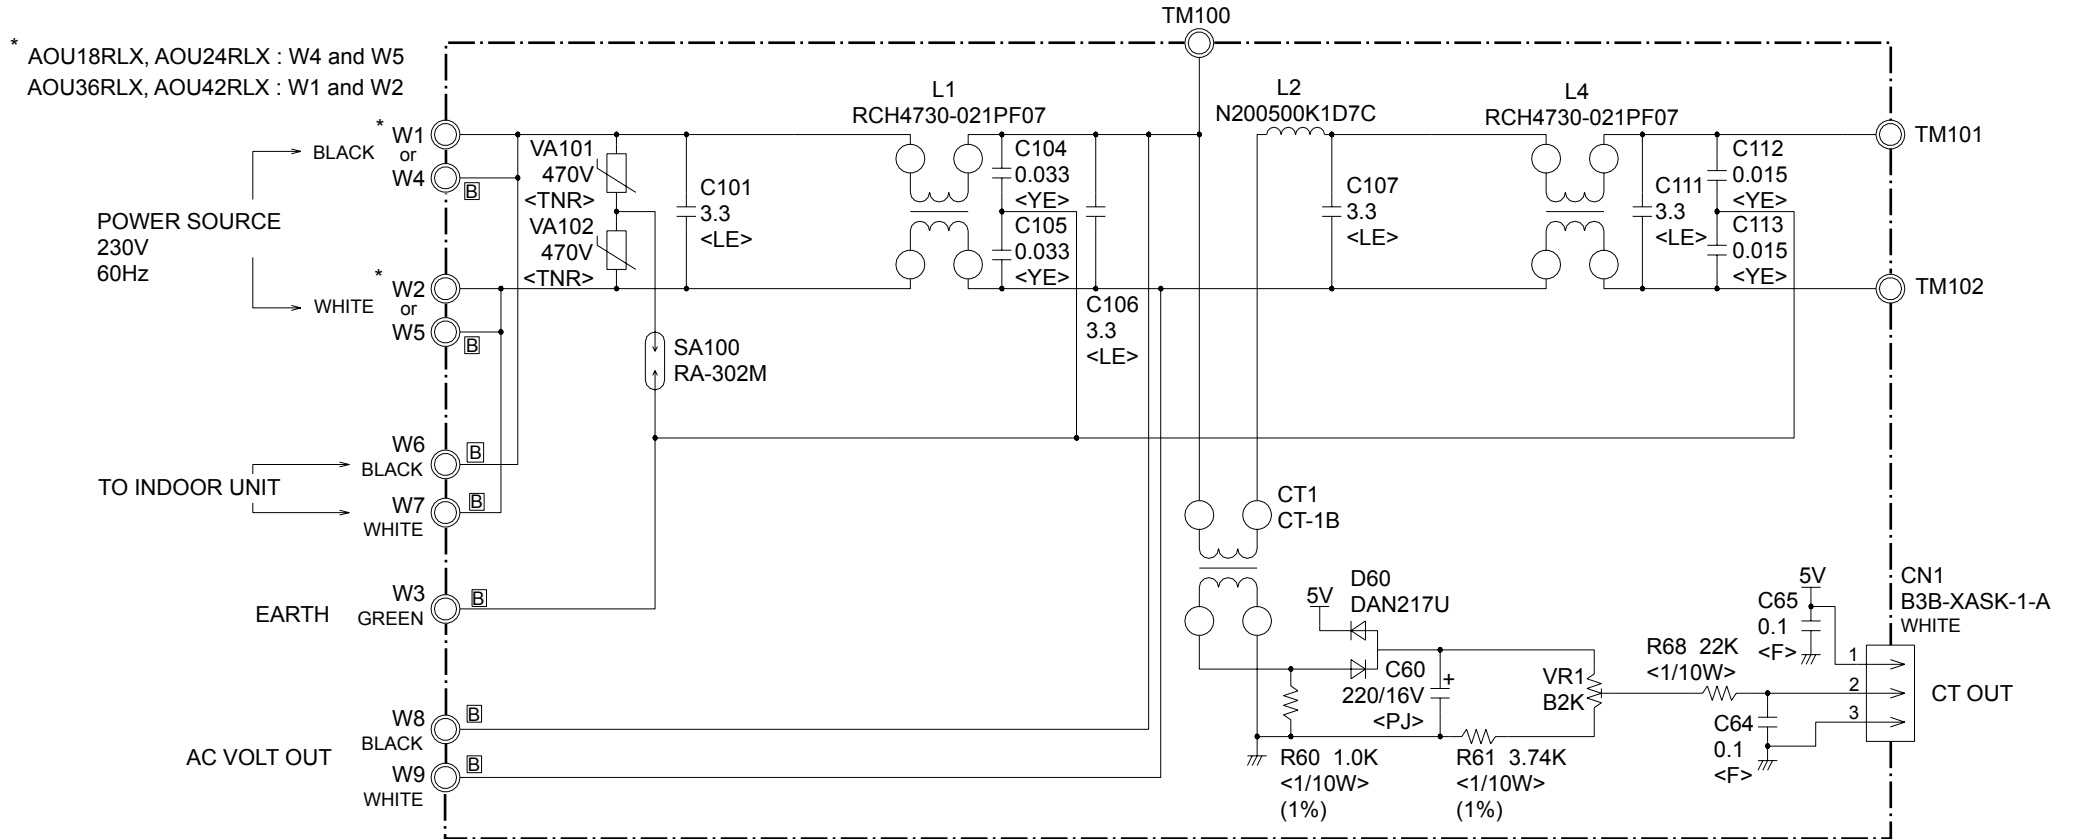 TM100
* AOU18RLX, AOU24RLX : W4 and W5
AOU36RLX, AOU42RLX : W1 and W2
POWER SOURCE
230V
60Hz
BLACK
* W1
or
W4
B
WHITE
* W2
or
W5
B
VA101
470V
<TNR>
VA102
470V
<TNR>
C101
3.3
<LE>
L1
RCH4730-021PF07
C104
0.033
<YE>
C105
0.033
<YE>
C106
3.3
<LE>
L2
N200500K1D7C
C107
3.3
<LE>
L4
RCH4730-021PF07
C111
3.3
<LE>
C112
0.015
<YE>
C113
0.015
<YE>
TM101
TM102
SA100
RA-302M
TO INDOOR UNIT
W6
BLACK
B
W7
WHITE
B
EARTH
W3
GREEN
B
AC VOLT OUT
W8
BLACK
B
W9
WHITE
B
CT1
CT-1B
5V
D60
DAN217U
C60
220/16V
<PJ>
+
R60 1.0K
<1/10W>
(1%)
R61 3.74K
<1/10W>
(1%)
VR1
B2K
R68 22K
<1/10W>
C64
0.1
<F>
5V
C65
0.1
<F>
CN1
B3B-XASK-1-A
WHITE
1
2
3
CT OUT